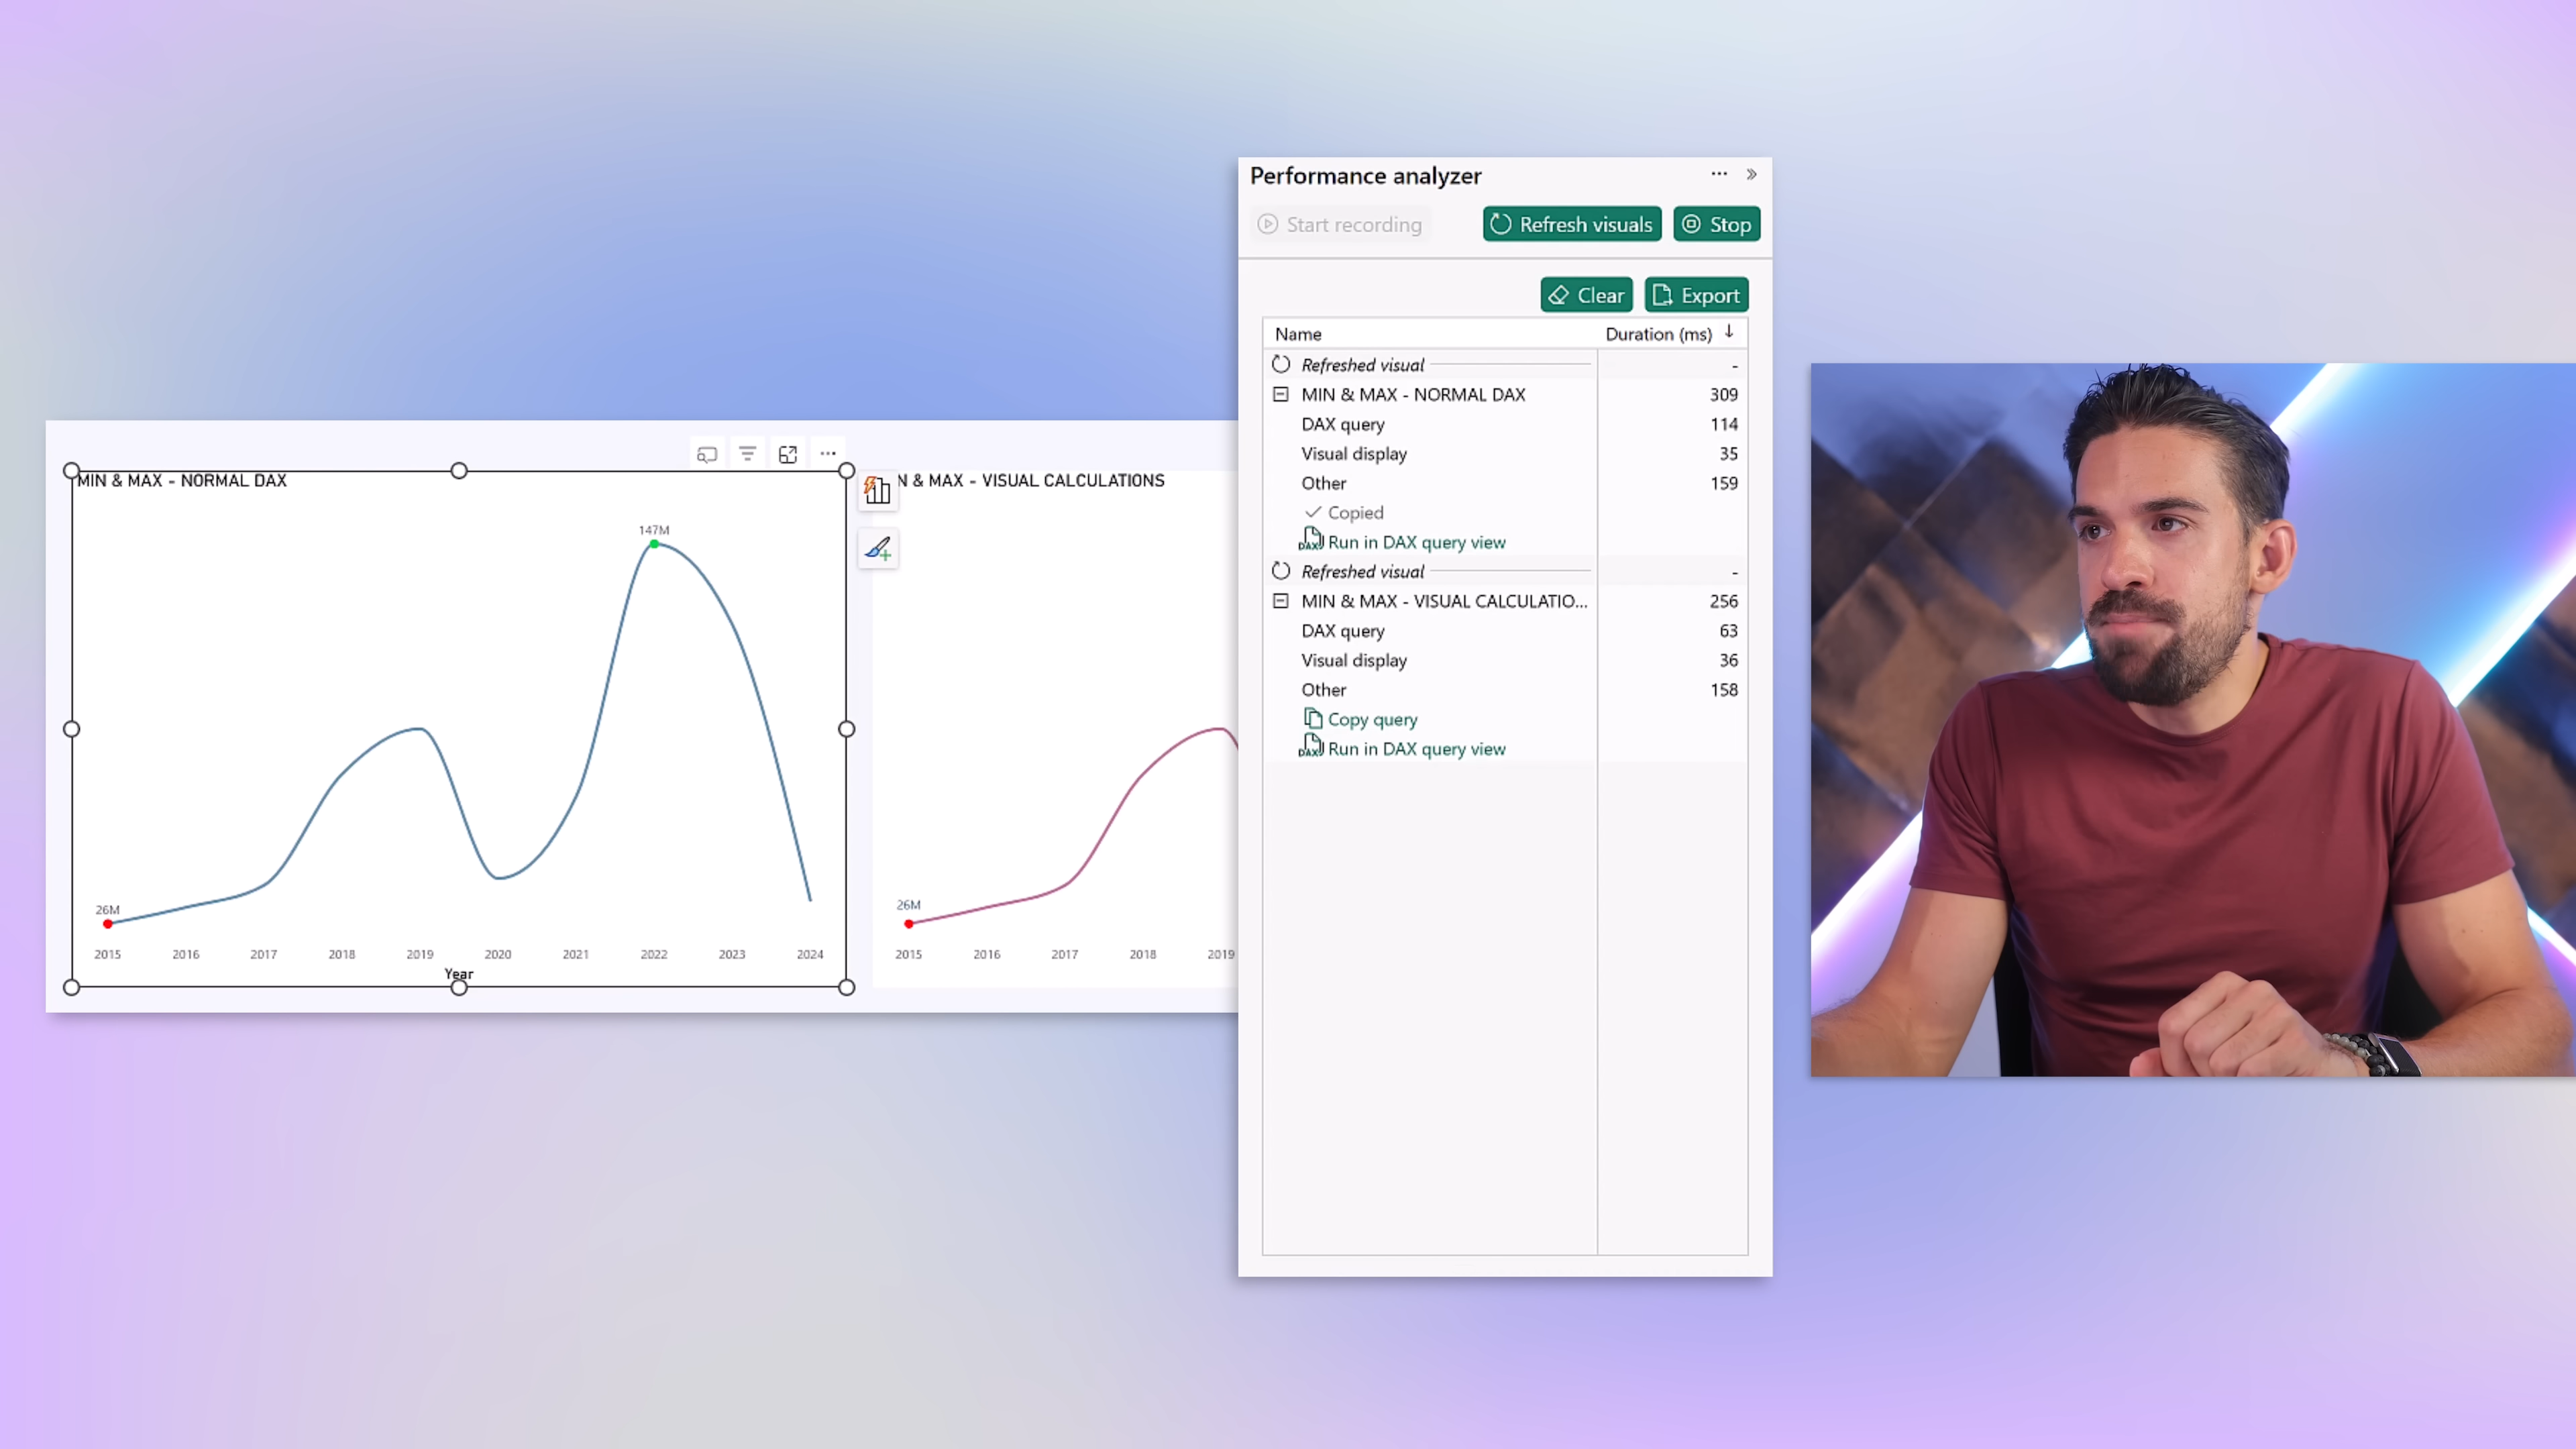 MIN & MAX - NORMAL DAX
147M
26M
2015 2016 2017 2018 2019 2020 2021 2022 2023 2024
Year
N & MAX - VISUAL CALCULATIONS
26M
2015 2016 2017 2018 2019
Performance analyzer
Start recording
Refresh visuals
Stop
Clear
Export
Name Duration (ms)
Refreshed visual -
MIN & MAX - NORMAL DAX 309
DAX query 114
Visual display 35
Other 159
Copied
DAX Run in DAX query view
Refreshed visual -
MIN & MAX - VISUAL CALCULATIO... 256
DAX query 63
Visual display 36
Other 158
Copy query
DAX Run in DAX query view